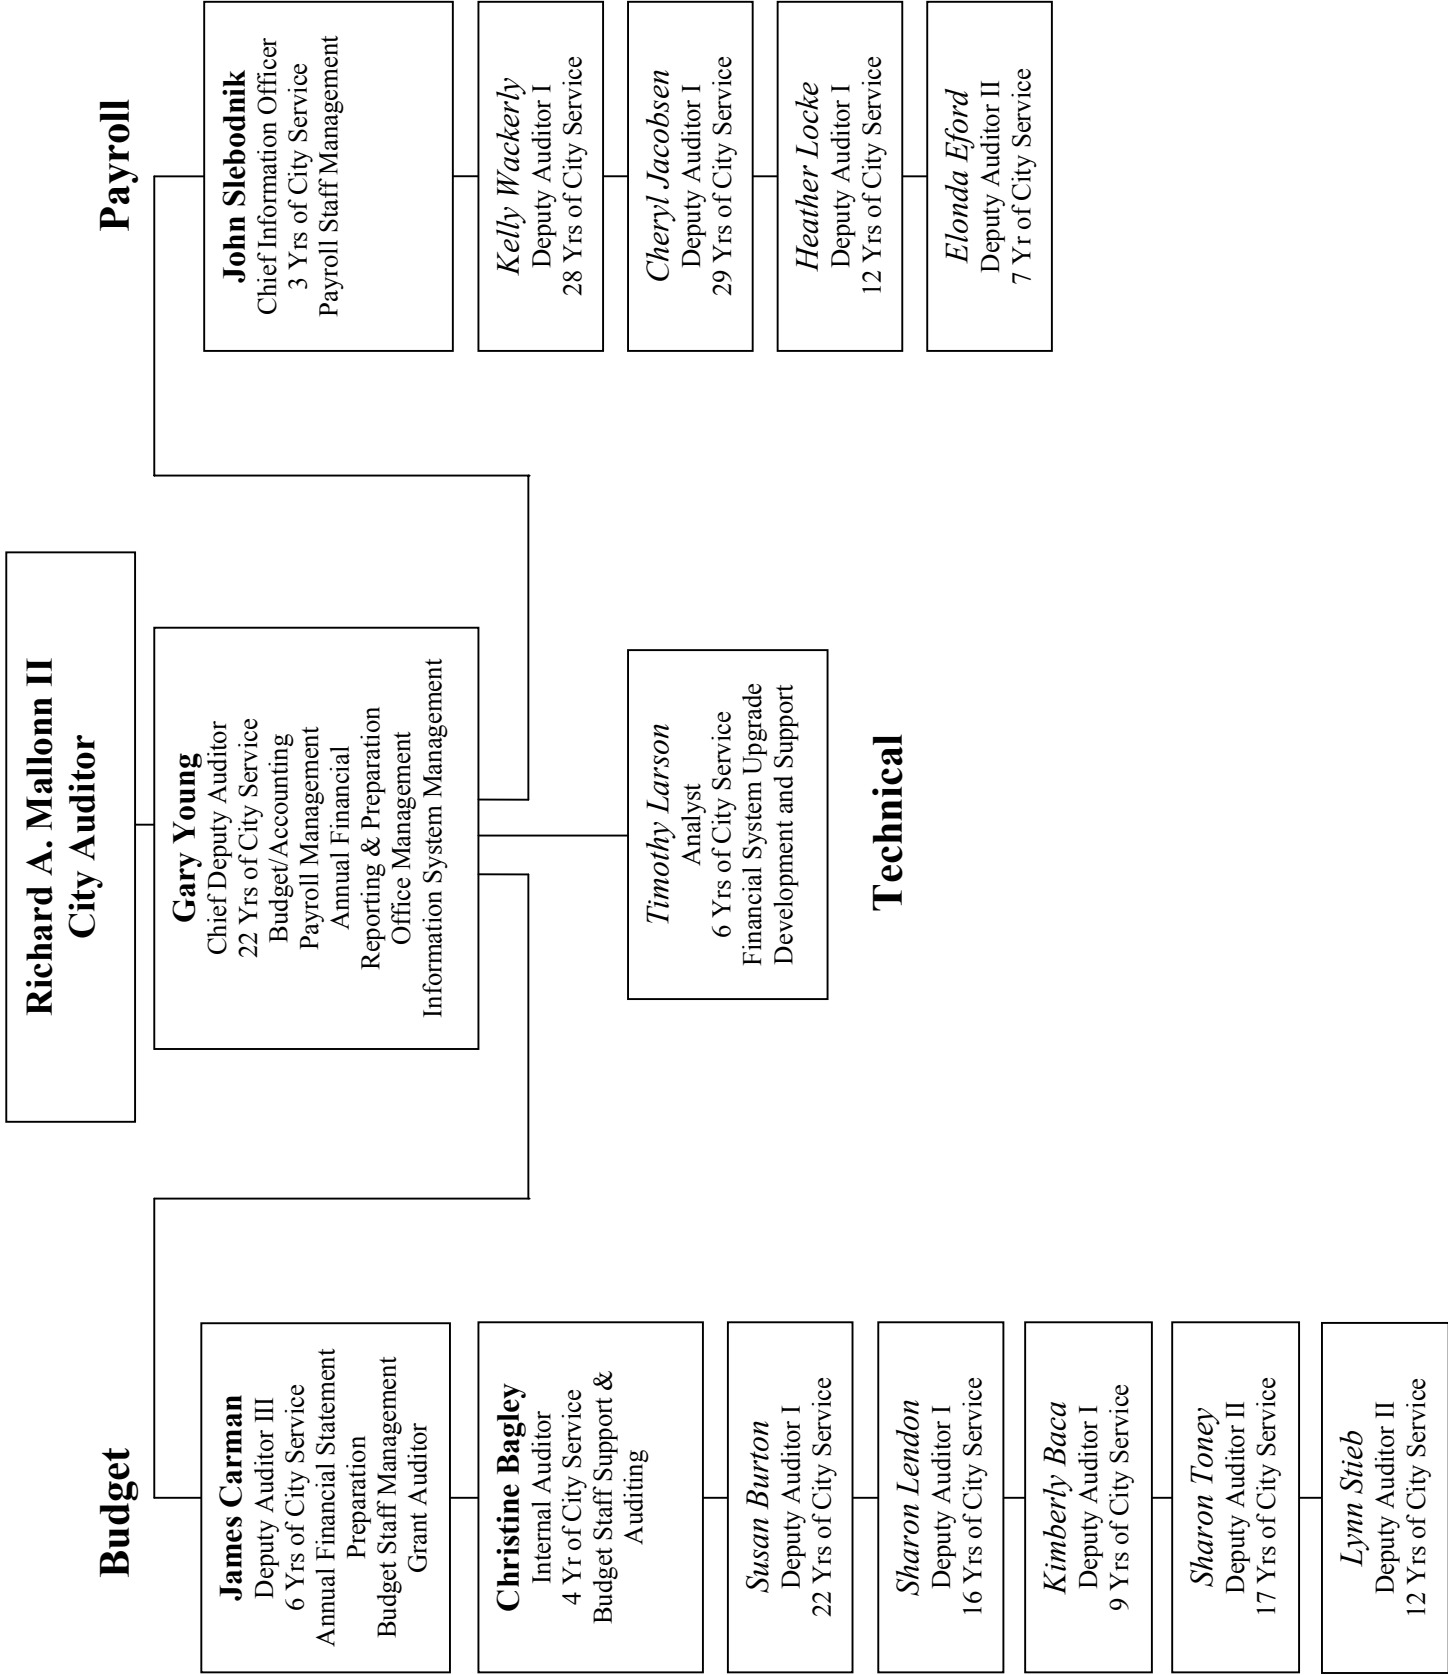 Richard A. Mallonn II
City Auditor
Gary Young
Chief Deputy Auditor
22 Yrs of City Service
Budget/Accounting
Payroll Management
Annual Financial
Reporting & Preparation
Office Management
Information System Management
Budget
James Carman
Deputy Auditor III
6 Yrs of City Service
Annual Financial Statement
Preparation
Budget Staff Management
Grant Auditor
Christine Bagley
Internal Auditor
4 Yr of City Service
Budget Staff Support &
Auditing
Susan Burton
Deputy Auditor I
22 Yrs of City Service
Sharon Lendon
Deputy Auditor I
16 Yrs of City Service
Kimberly Baca
Deputy Auditor I
9 Yrs of City Service
Sharon Toney
Deputy Auditor II
17 Yrs of City Service
Lynn Stieb
Deputy Auditor II
12 Yrs of City Service
Timothy Larson
Analyst
6 Yrs of City Service
Financial System Upgrade
Development and Support
Technical
Payroll
John Slebodnik
Chief Information Officer
3 Yrs of City Service
Payroll Staff Management
Kelly Wackerly
Deputy Auditor I
28 Yrs of City Service
Cheryl Jacobsen
Deputy Auditor I
29 Yrs of City Service
Heather Locke
Deputy Auditor I
12 Yrs of City Service
Elonda Eford
Deputy Auditor II
7 Yr of City Service